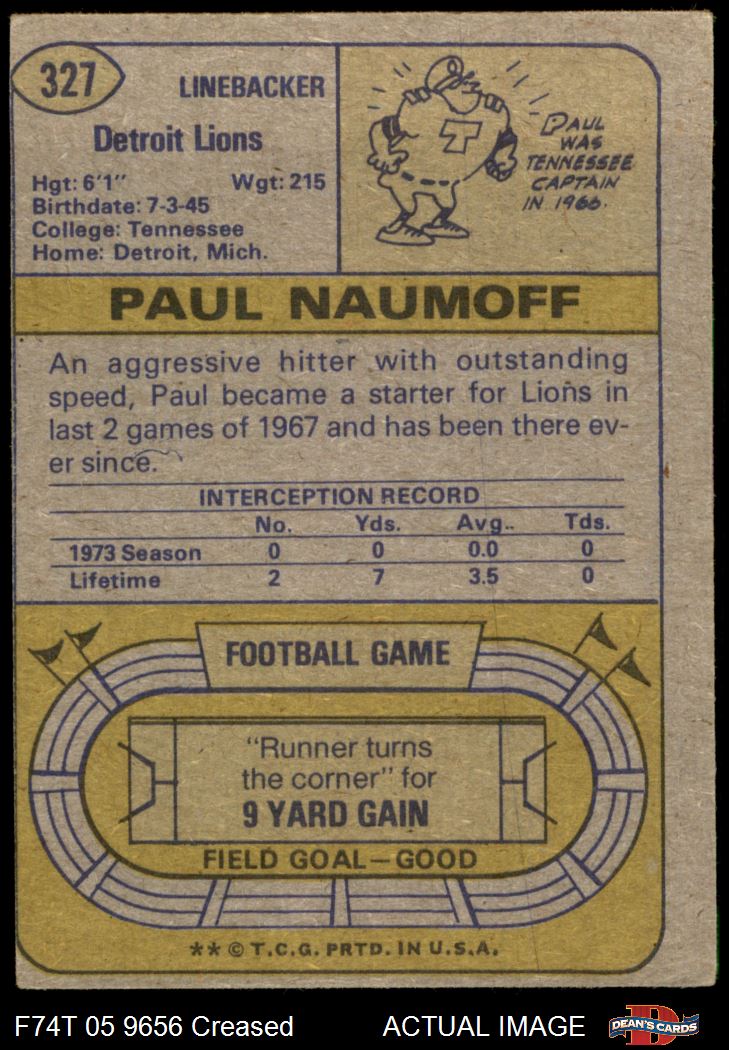 327
LINEBACKER
Detroit Lions
Hgt: 6'1" Wgt: 215
Birthdate: 7-3-45
College: Tennessee
Home: Detroit, Mich.
T
PAUL
WAS
TENNESSEE
CAPTAIN
IN 1966.
PAUL NAUMOFF
An aggressive hitter with outstanding
speed, Paul became a starter for Lions in
last 2 games of 1967 and has been there ev-
er since.
INTERCEPTION RECORD
No. Yds. Avg.. Tds.
1973 Season 0 0 0.0 0
Lifetime 2 7 3.5 0
FOOTBALL GAME
"Runner turns
the corner" for
9 YARD GAIN
FIELD GOAL—GOOD
** © T.C.G. PRTD. IN U.S.A.
F74T 05 9656 Creased ACTUAL IMAGE
D
DEAN'S CARDS